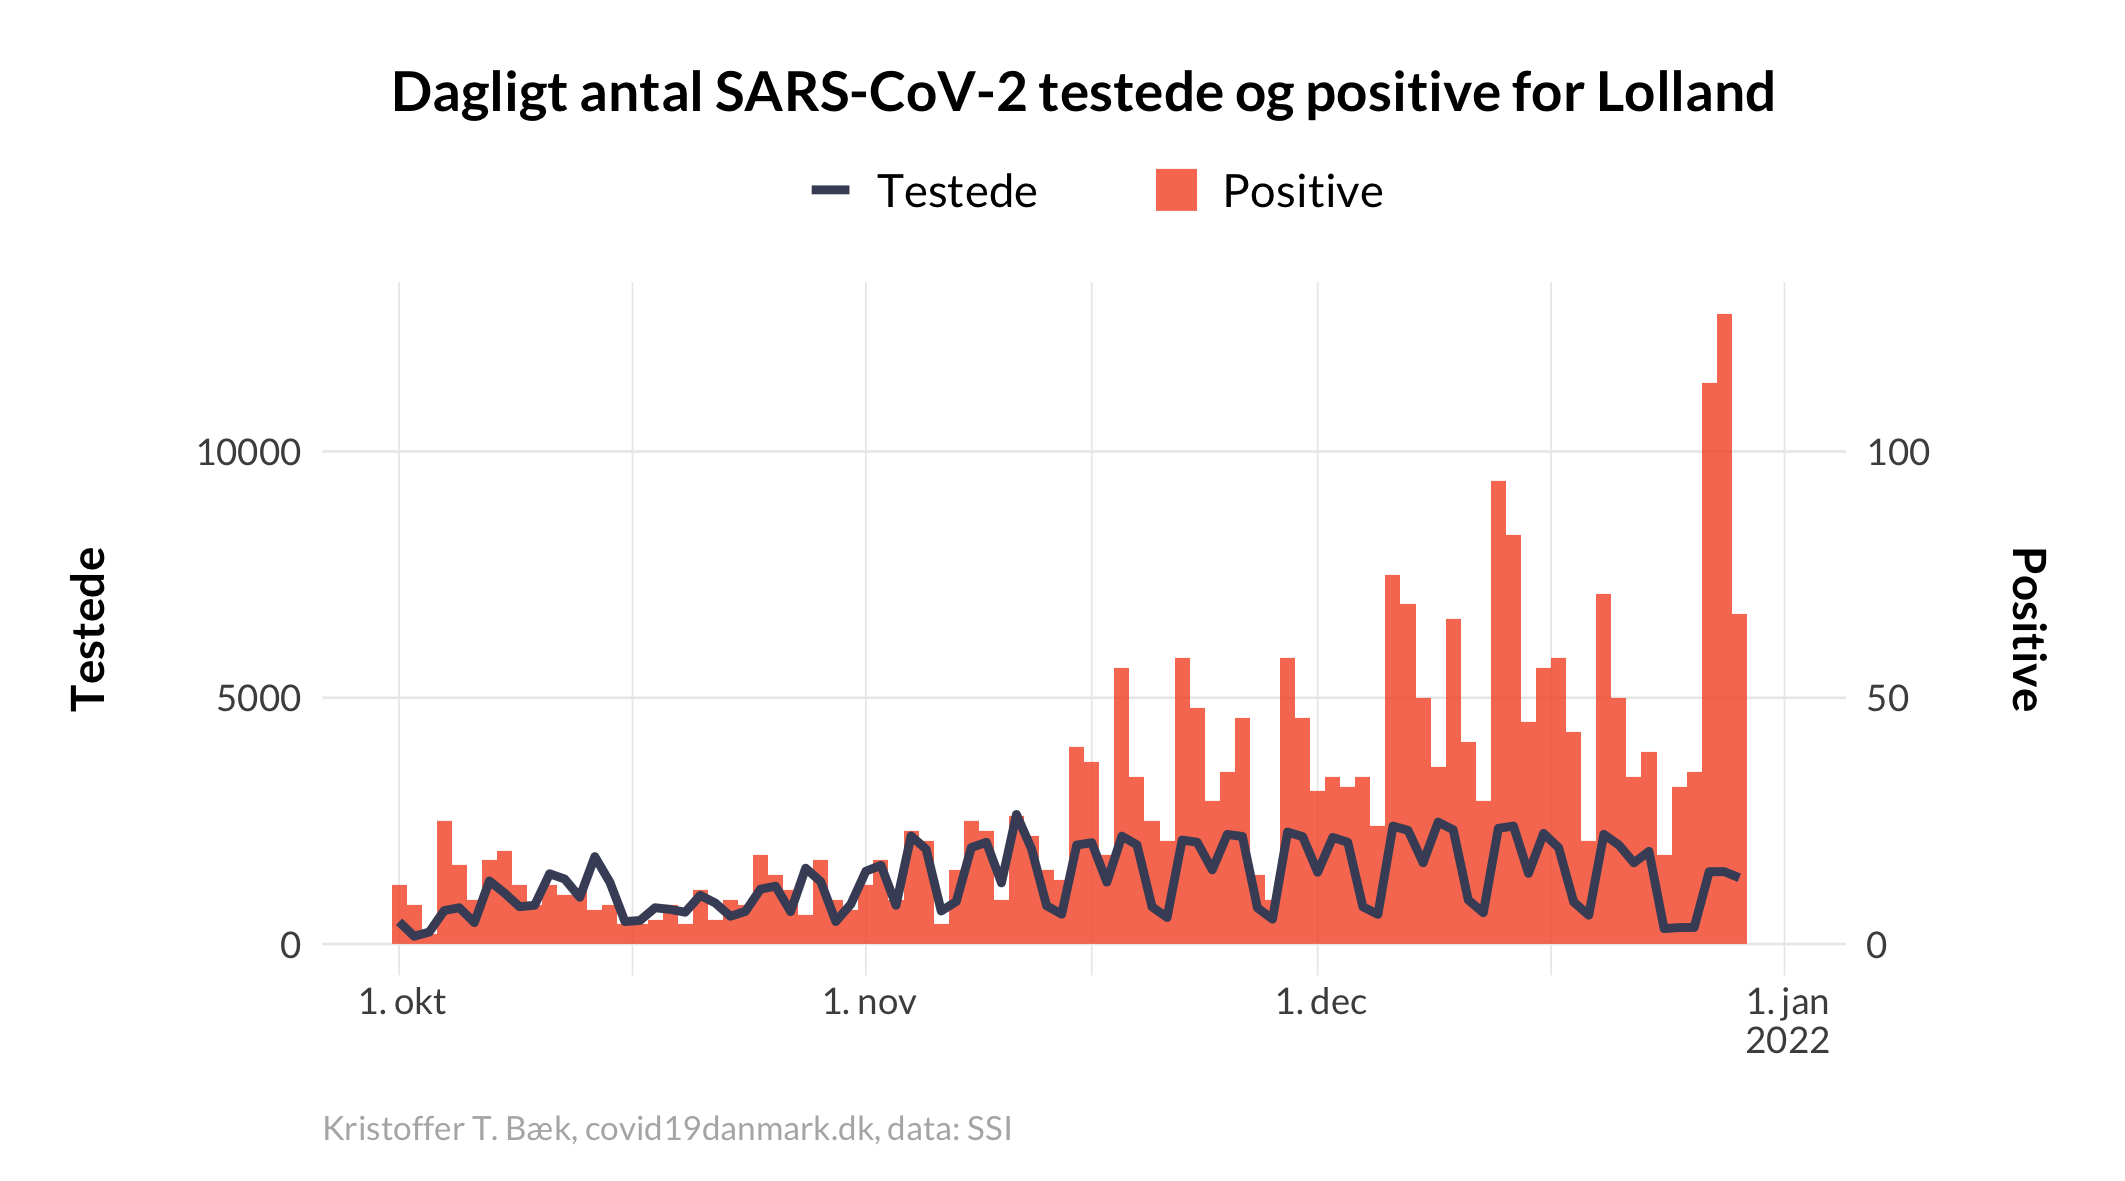 Dagligt antal SARS-CoV-2 testede og positive for Lolland
Testede
Positive
10000
5000
0
100
50
0
Testede
Positive
1. okt
1. nov
1. dec
1. jan
2022
Kristoffer T. Bæk, covid19danmark.dk, data: SSI